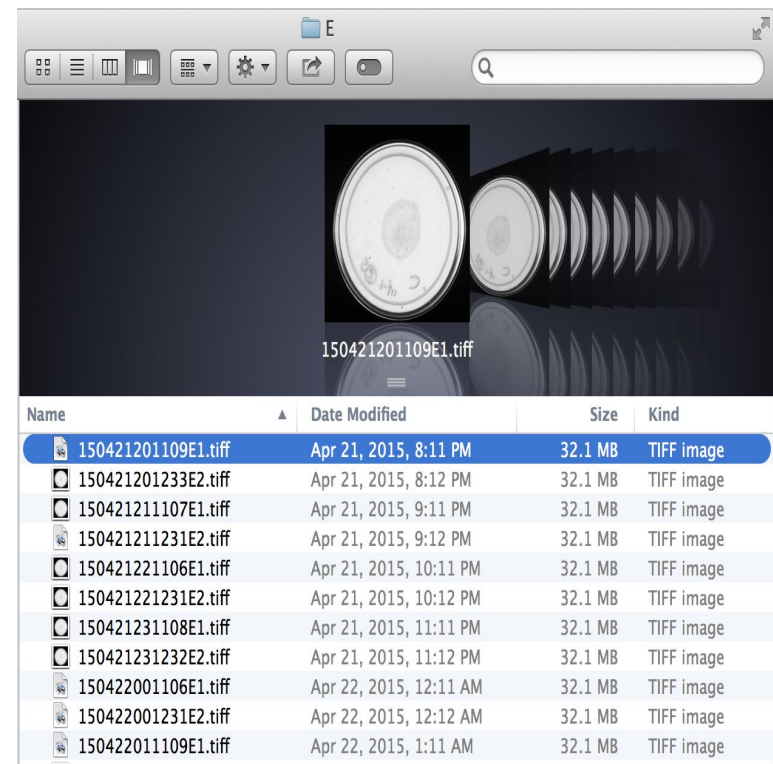 E
150421201109E1.tiff
Name Date Modified Size Kind
150421201109E1.tiff Apr 21, 2015, 8:11 PM 32.1 MB TIFF image
150421201233E2.tiff Apr 21, 2015, 8:12 PM 32.1 MB TIFF image
150421211107E1.tiff Apr 21, 2015, 9:11 PM 32.1 MB TIFF image
150421211231E2.tiff Apr 21, 2015, 9:12 PM 32.1 MB TIFF image
150421221106E1.tiff Apr 21, 2015, 10:11 PM 32.1 MB TIFF image
150421221231E2.tiff Apr 21, 2015, 10:12 PM 32.1 MB TIFF image
150421231108E1.tiff Apr 21, 2015, 11:11 PM 32.1 MB TIFF image
150421231232E2.tiff Apr 21, 2015, 11:12 PM 32.1 MB TIFF image
150422001106E1.tiff Apr 22, 2015, 12:11 AM 32.1 MB TIFF image
150422001231E2.tiff Apr 22, 2015, 12:12 AM 32.1 MB TIFF image
150422011109E1.tiff Apr 22, 2015, 1:11 AM 32.1 MB TIFF image